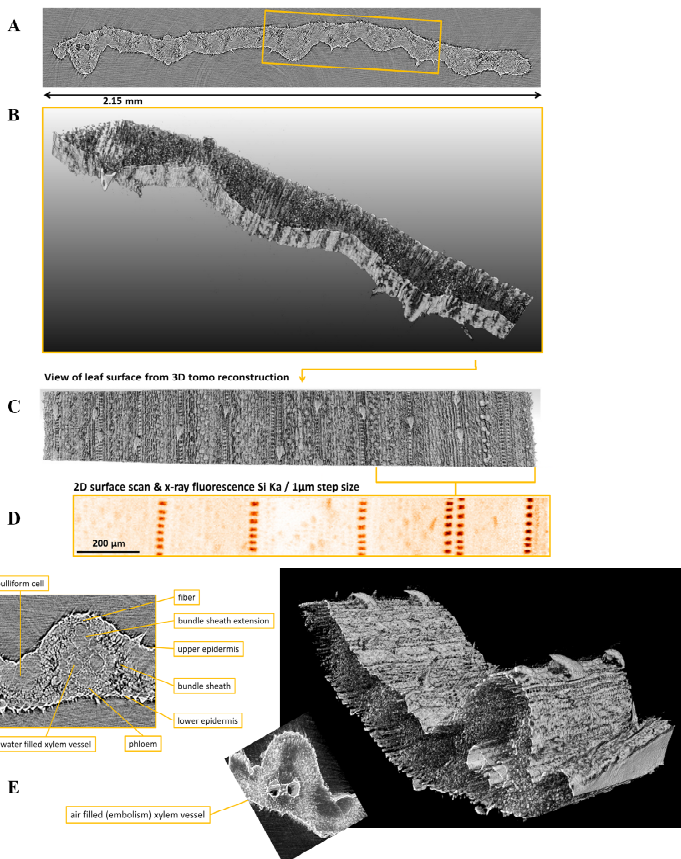 A
2.15 mm
B
View of leaf surface from 3D tomo reconstruction
C
2D surface scan & x-ray fluorescence Si Ka / 1µm step size
D
200 µm
ulliform cell
fiber
bundle sheath extension
upper epidermis
bundle sheath
lower epidermis
water filled xylem vessel
phloem
E
air filled (embolism) xylem vessel